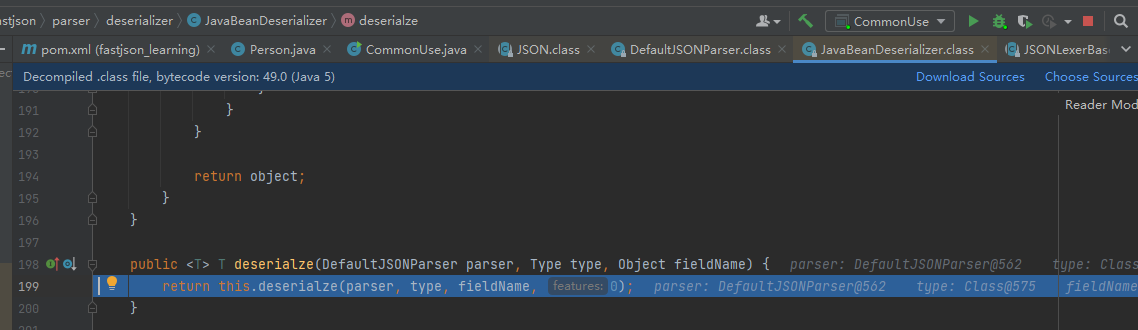 astjson parser deserializer JavaBeanDeserializer deserialze CommonUse
pom.xml (fastjson_learning) Person.java CommonUse.java JSON.class DefaultJSONParser.class JavaBeanDeserializer.class JSONLexerBas
Decompiled .class file, bytecode version: 49.0 (Java 5) Download Sources Choose Sources
Reader Mod
191 }
192 }
193
194 return object;
195 }
196 }
197
198 public <T> T deserialze(DefaultJSONParser parser, Type type, Object fieldName) { parser: DefaultJSONParser@562 type: Class
199 return this.deserialze(parser, type, fieldName, features: 0); parser: DefaultJSONParser@562 type: Class@575 fieldName
200 }